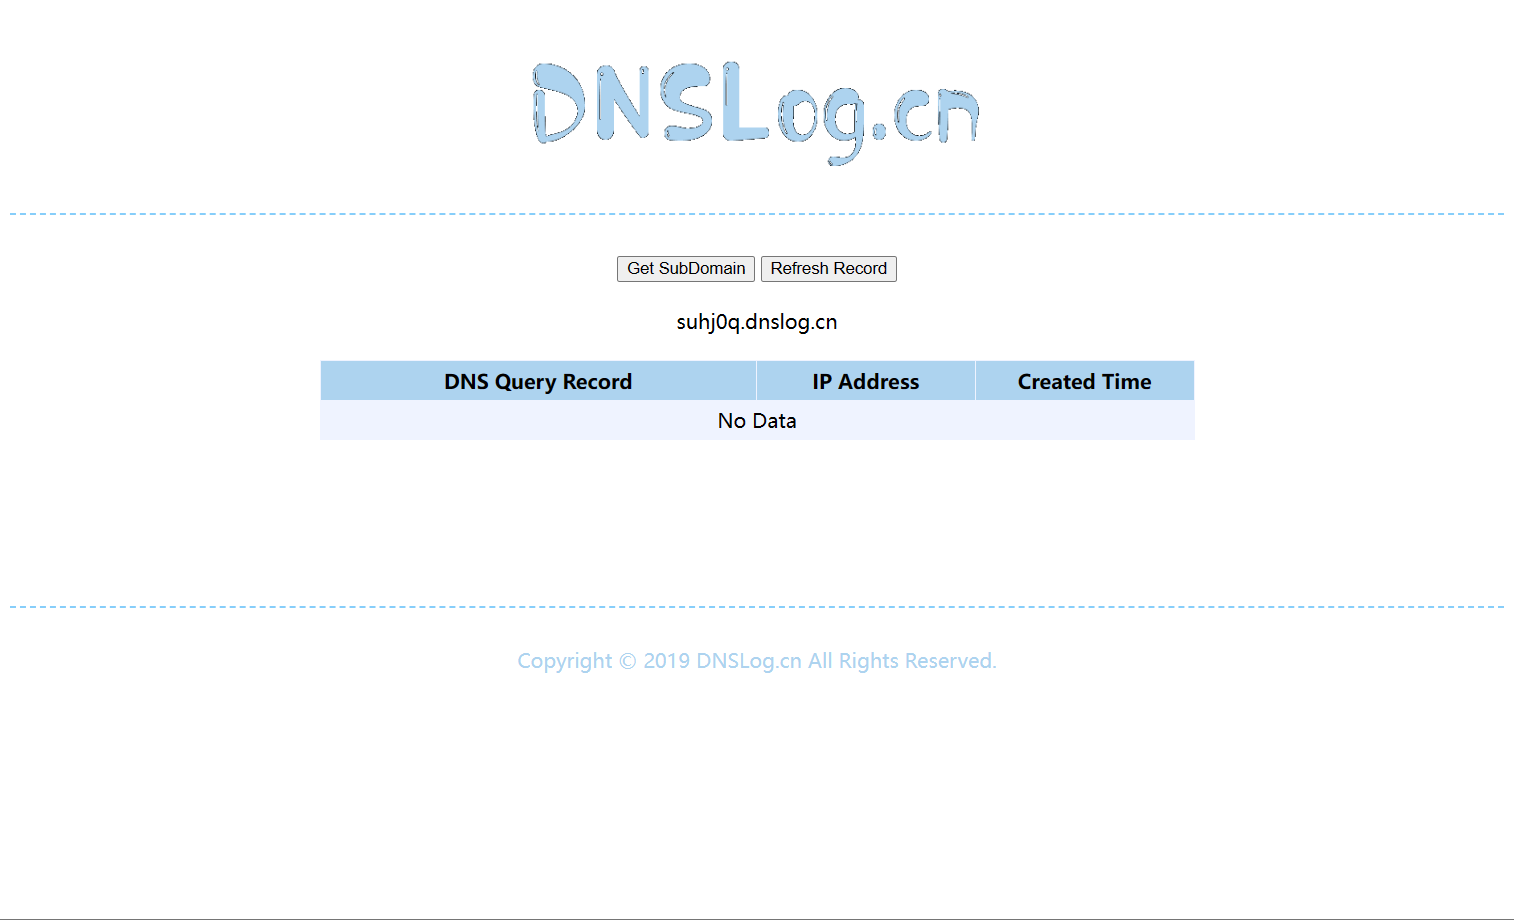 DNSLog.cn
Get SubDomain Refresh Record
suhj0q.dnslog.cn
DNS Query Record IP Address Created Time
No Data
Copyright © 2019 DNSLog.cn All Rights Reserved.